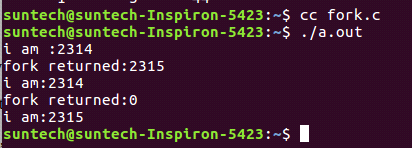 suntech@suntech-Inspiron-5423:~$ cc fork.c
suntech@suntech-Inspiron-5423:~$ ./a.out
i am :2314
fork returned:2315
i am:2314
fork returned:0
i am:2315
suntech@suntech-Inspiron-5423:~$